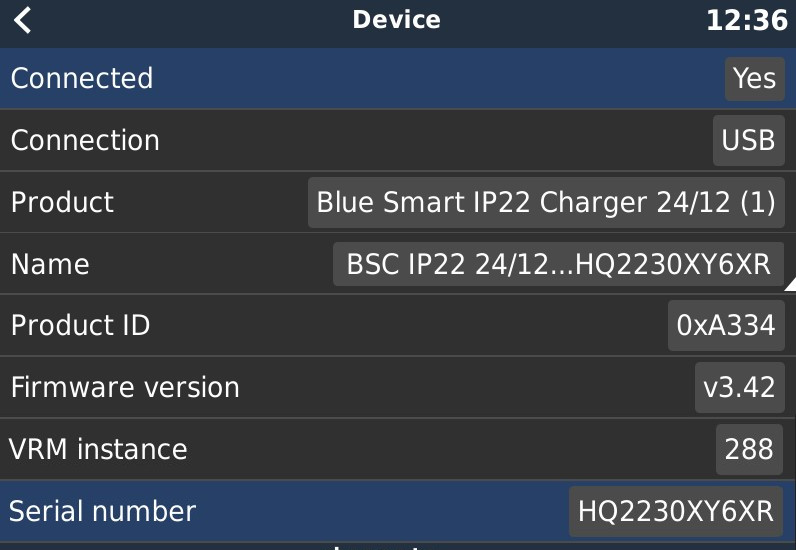 Device 12:36
Connected Yes
Connection USB
Product Blue Smart IP22 Charger 24/12 (1)
Name BSC IP22 24/12...HQ2230XY6XR
Product ID 0xA334
Firmware version v3.42
VRM instance 288
Serial number HQ2230XY6XR